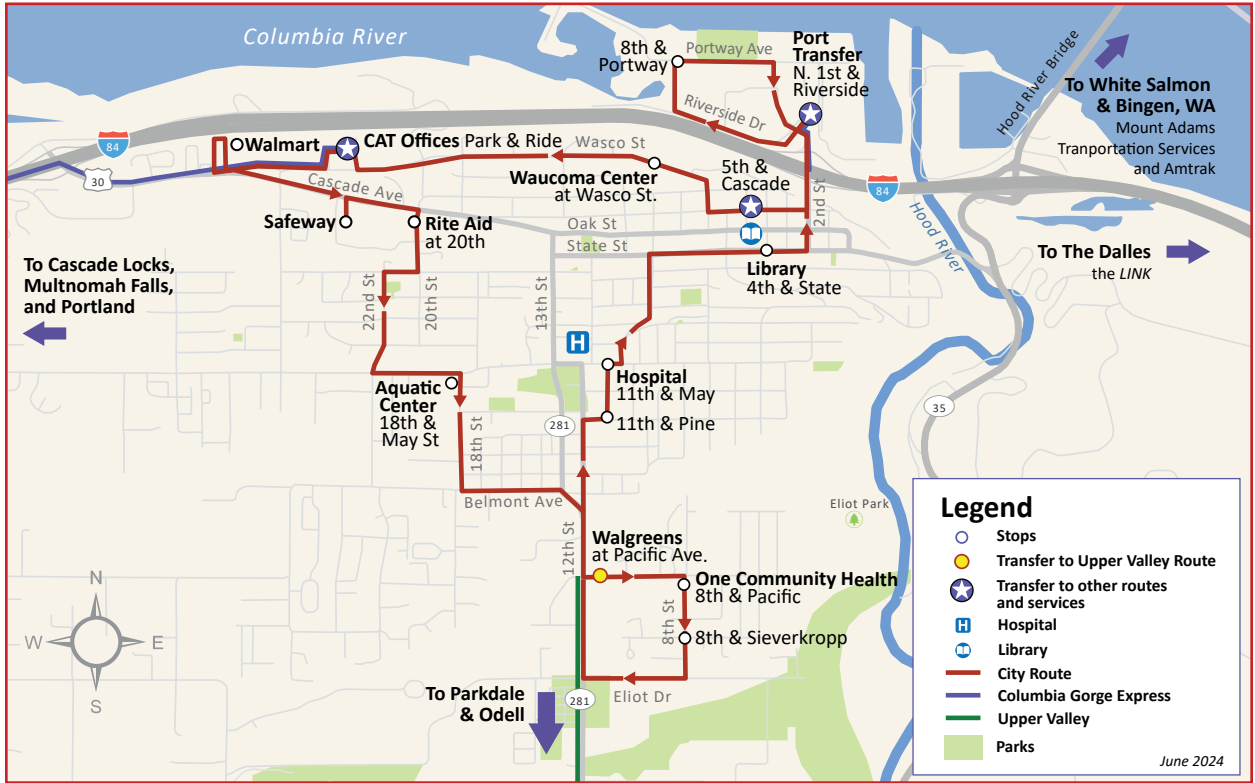 Columbia River
8th &
Portway
Portway Ave
Port
Transfer
N. 1st &
Riverside
Hood River Bridge
To White Salmon
& Bingen, WA
Mount Adams
Tranportation Services
and Amtrak
Riverside Dr
84
Walmart
CAT Offices Park & Ride
Wasco St
30
Waucoma Center
at Wasco St.
5th &
Cascade
2nd St
84
Hood River
Cascade Ave
Safeway
Rite Aid
at 20th
Oak St
State St
Library
4th & State
To The Dalles
the LINK
To Cascade Locks,
Multnomah Falls,
and Portland
22nd St
20th St
13th St
H
Hospital
11th & May
Aquatic
Center
18th &
May St
11th & Pine
281
35
18th St
Belmont Ave
Eliot Park
12th St
Walgreens
at Pacific Ave.
One Community Health
8th & Pacific
8th St
8th & Sieverkropp
N
W
E
S
To Parkdale
& Odell
281
Eliot Dr
Legend
Stops
Transfer to Upper Valley Route
Transfer to other routes
and services
H
Hospital
Library
City Route
Columbia Gorge Express
Upper Valley
Parks
June 2024